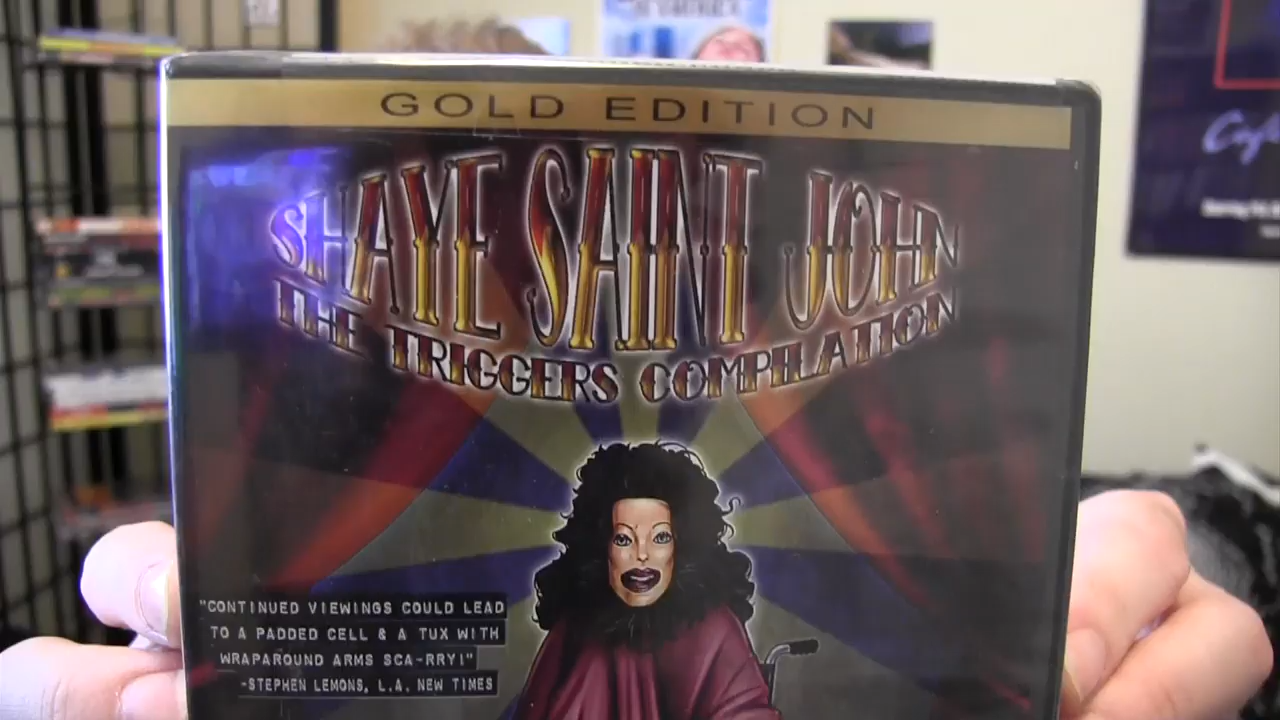 GOLD EDITION
SHAYE SAINT JOHN
THE TRIGGERS COMPILATION
"CONTINUED VIEWINGS COULD LEAD
TO A PADDED CELL & A TUX WITH
WRAPAROUND ARMS SCA-RRY!"
-STEPHEN LEMONS, L.A. NEW TIMES